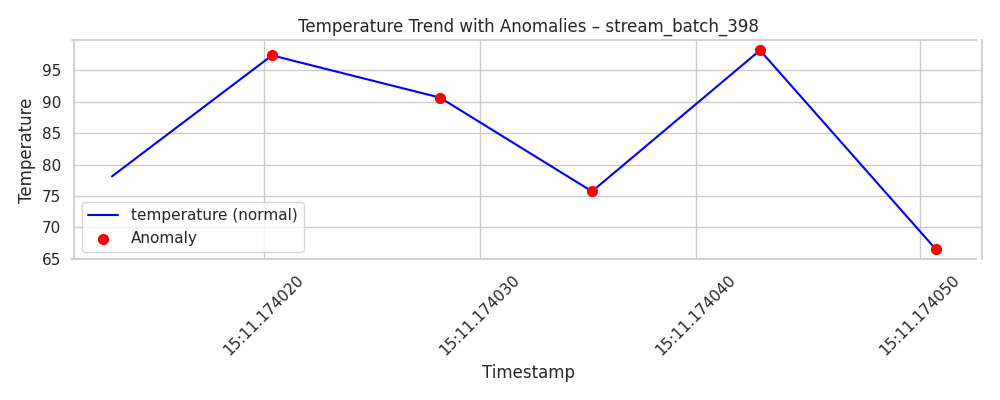 Temperature Trend with Anomalies – stream_batch_398
Temperature
95
90
85
80
75
70
65
temperature (normal)
Anomaly
15:11.174020
15:11.174030
15:11.174040
15:11.174050
Timestamp